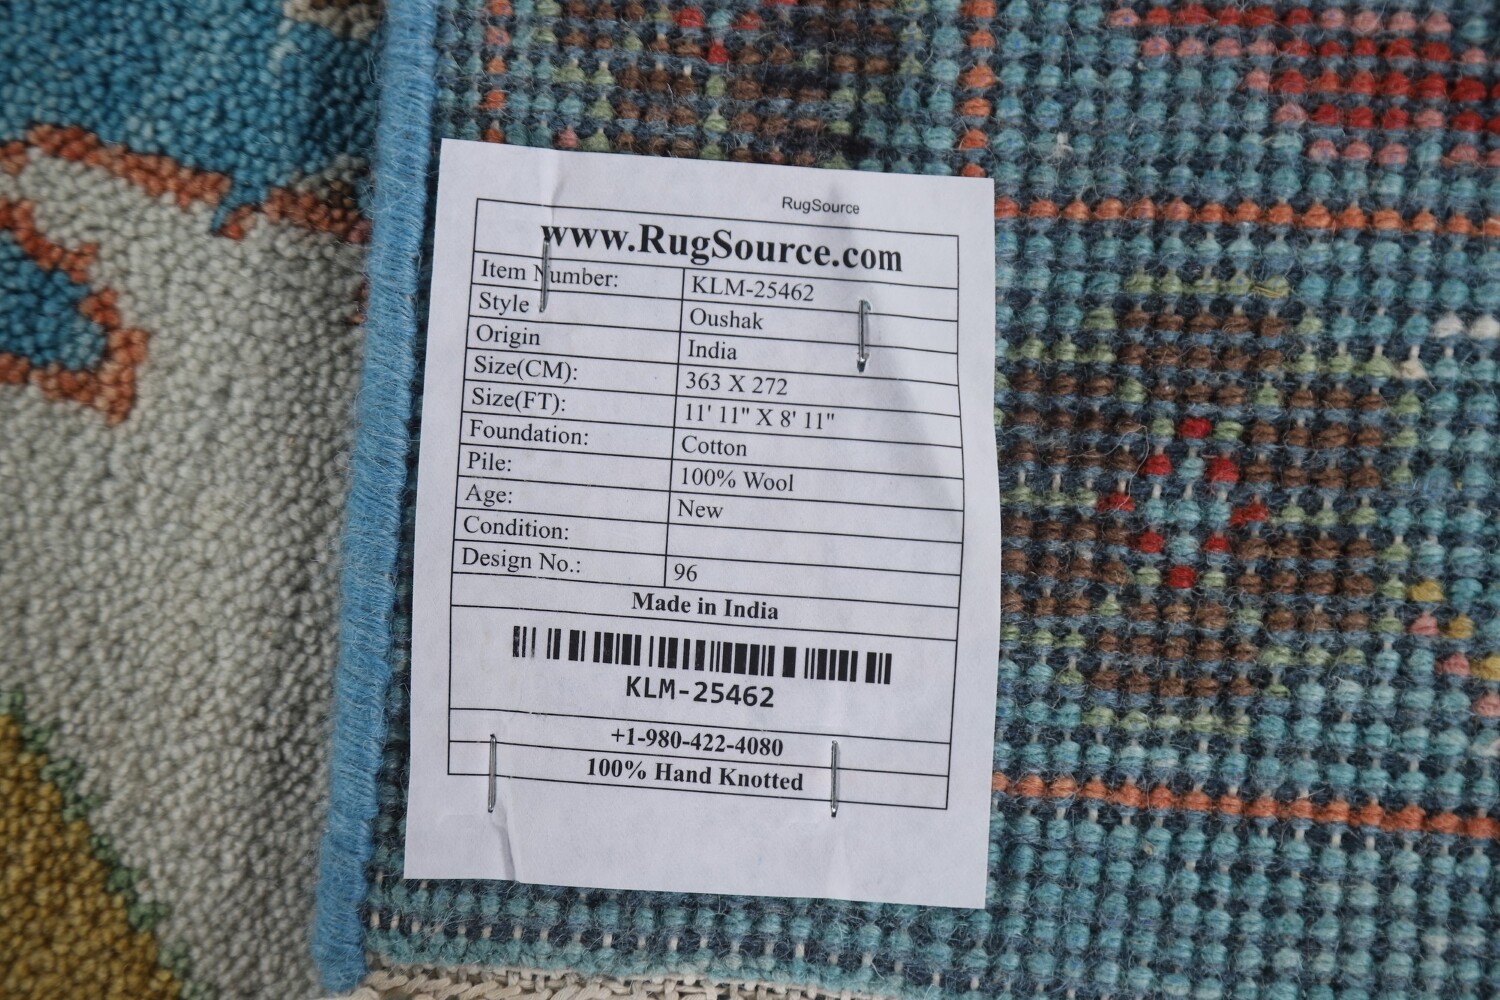 RugSource
www.RugSource.com
Item Number: KLM-25462
Style Oushak
Origin India
Size(CM): 363 X 272
Size(FT): 11' 11" X 8' 11"
Foundation: Cotton
Pile: 100% Wool
Age: New
Condition:
Design No.: 96
Made in India
KLM-25462
+1-980-422-4080
100% Hand Knotted